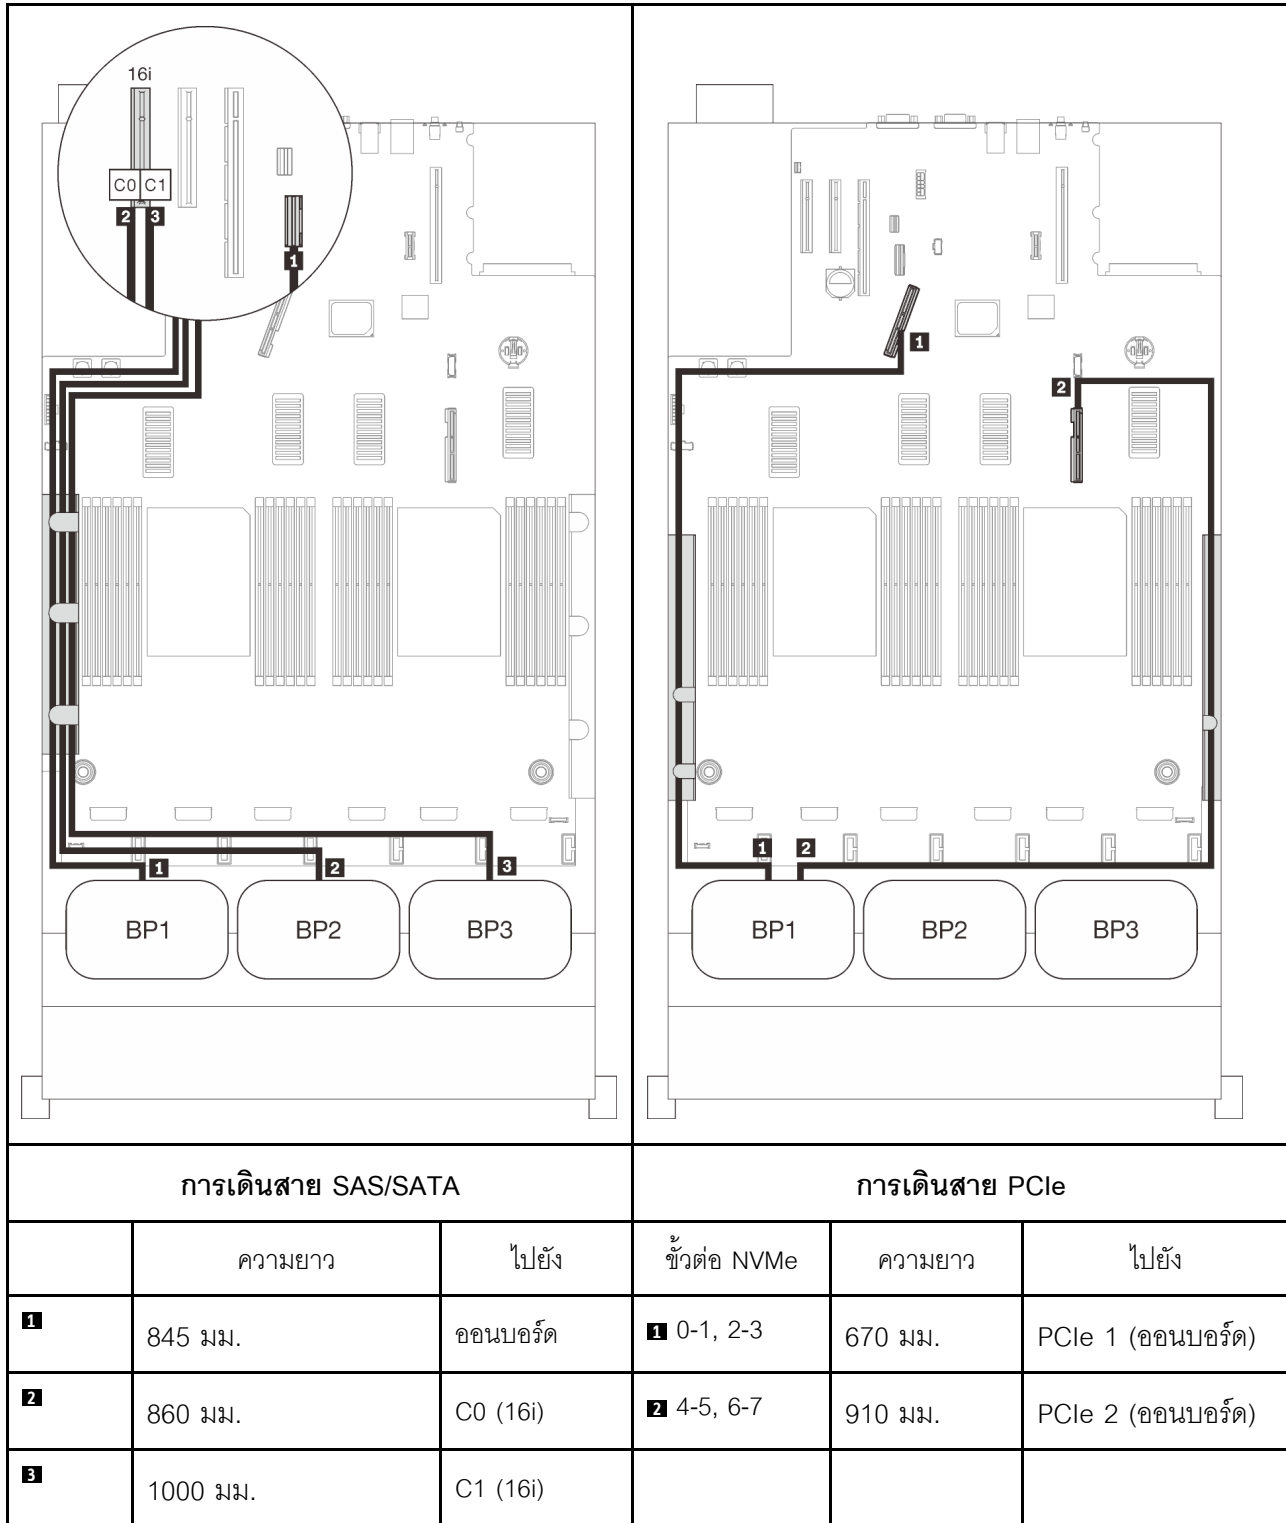 16i
C0 C1
2 3
1
1 2 3
BP1 BP2 BP3
1
2
1 2
BP1 BP2 BP3
การเดินสาย SAS/SATA
การเดินสาย PCIe
ความยาว ไปยัง ขั้วต่อ NVMe ความยาว ไปยัง
1 845 มม. ออนบอร์ด 1 0-1, 2-3 670 มม. PCIe 1 (ออนบอร์ด)
2 860 มม. C0 (16i) 2 4-5, 6-7 910 มม. PCIe 2 (ออนบอร์ด)
3 1000 มม. C1 (16i)